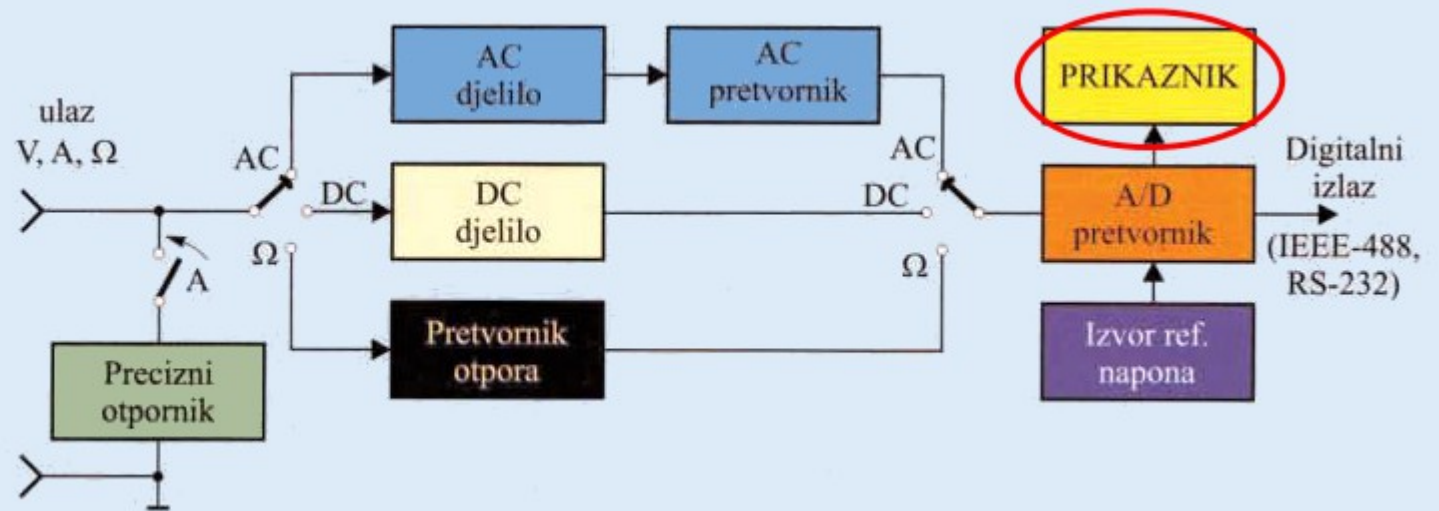 ulaz
V, A, Ω
AC
DC
Ω
A
Precizni
otpornik
AC
djelilo
AC
pretvornik
DC
djelilo
Pretvornik
otpora
AC
DC
Ω
PRIKAZNIK
A/D
pretvornik
Izvor ref.
napona
Digitalni
izlaz
(IEEE-488,
RS-232)